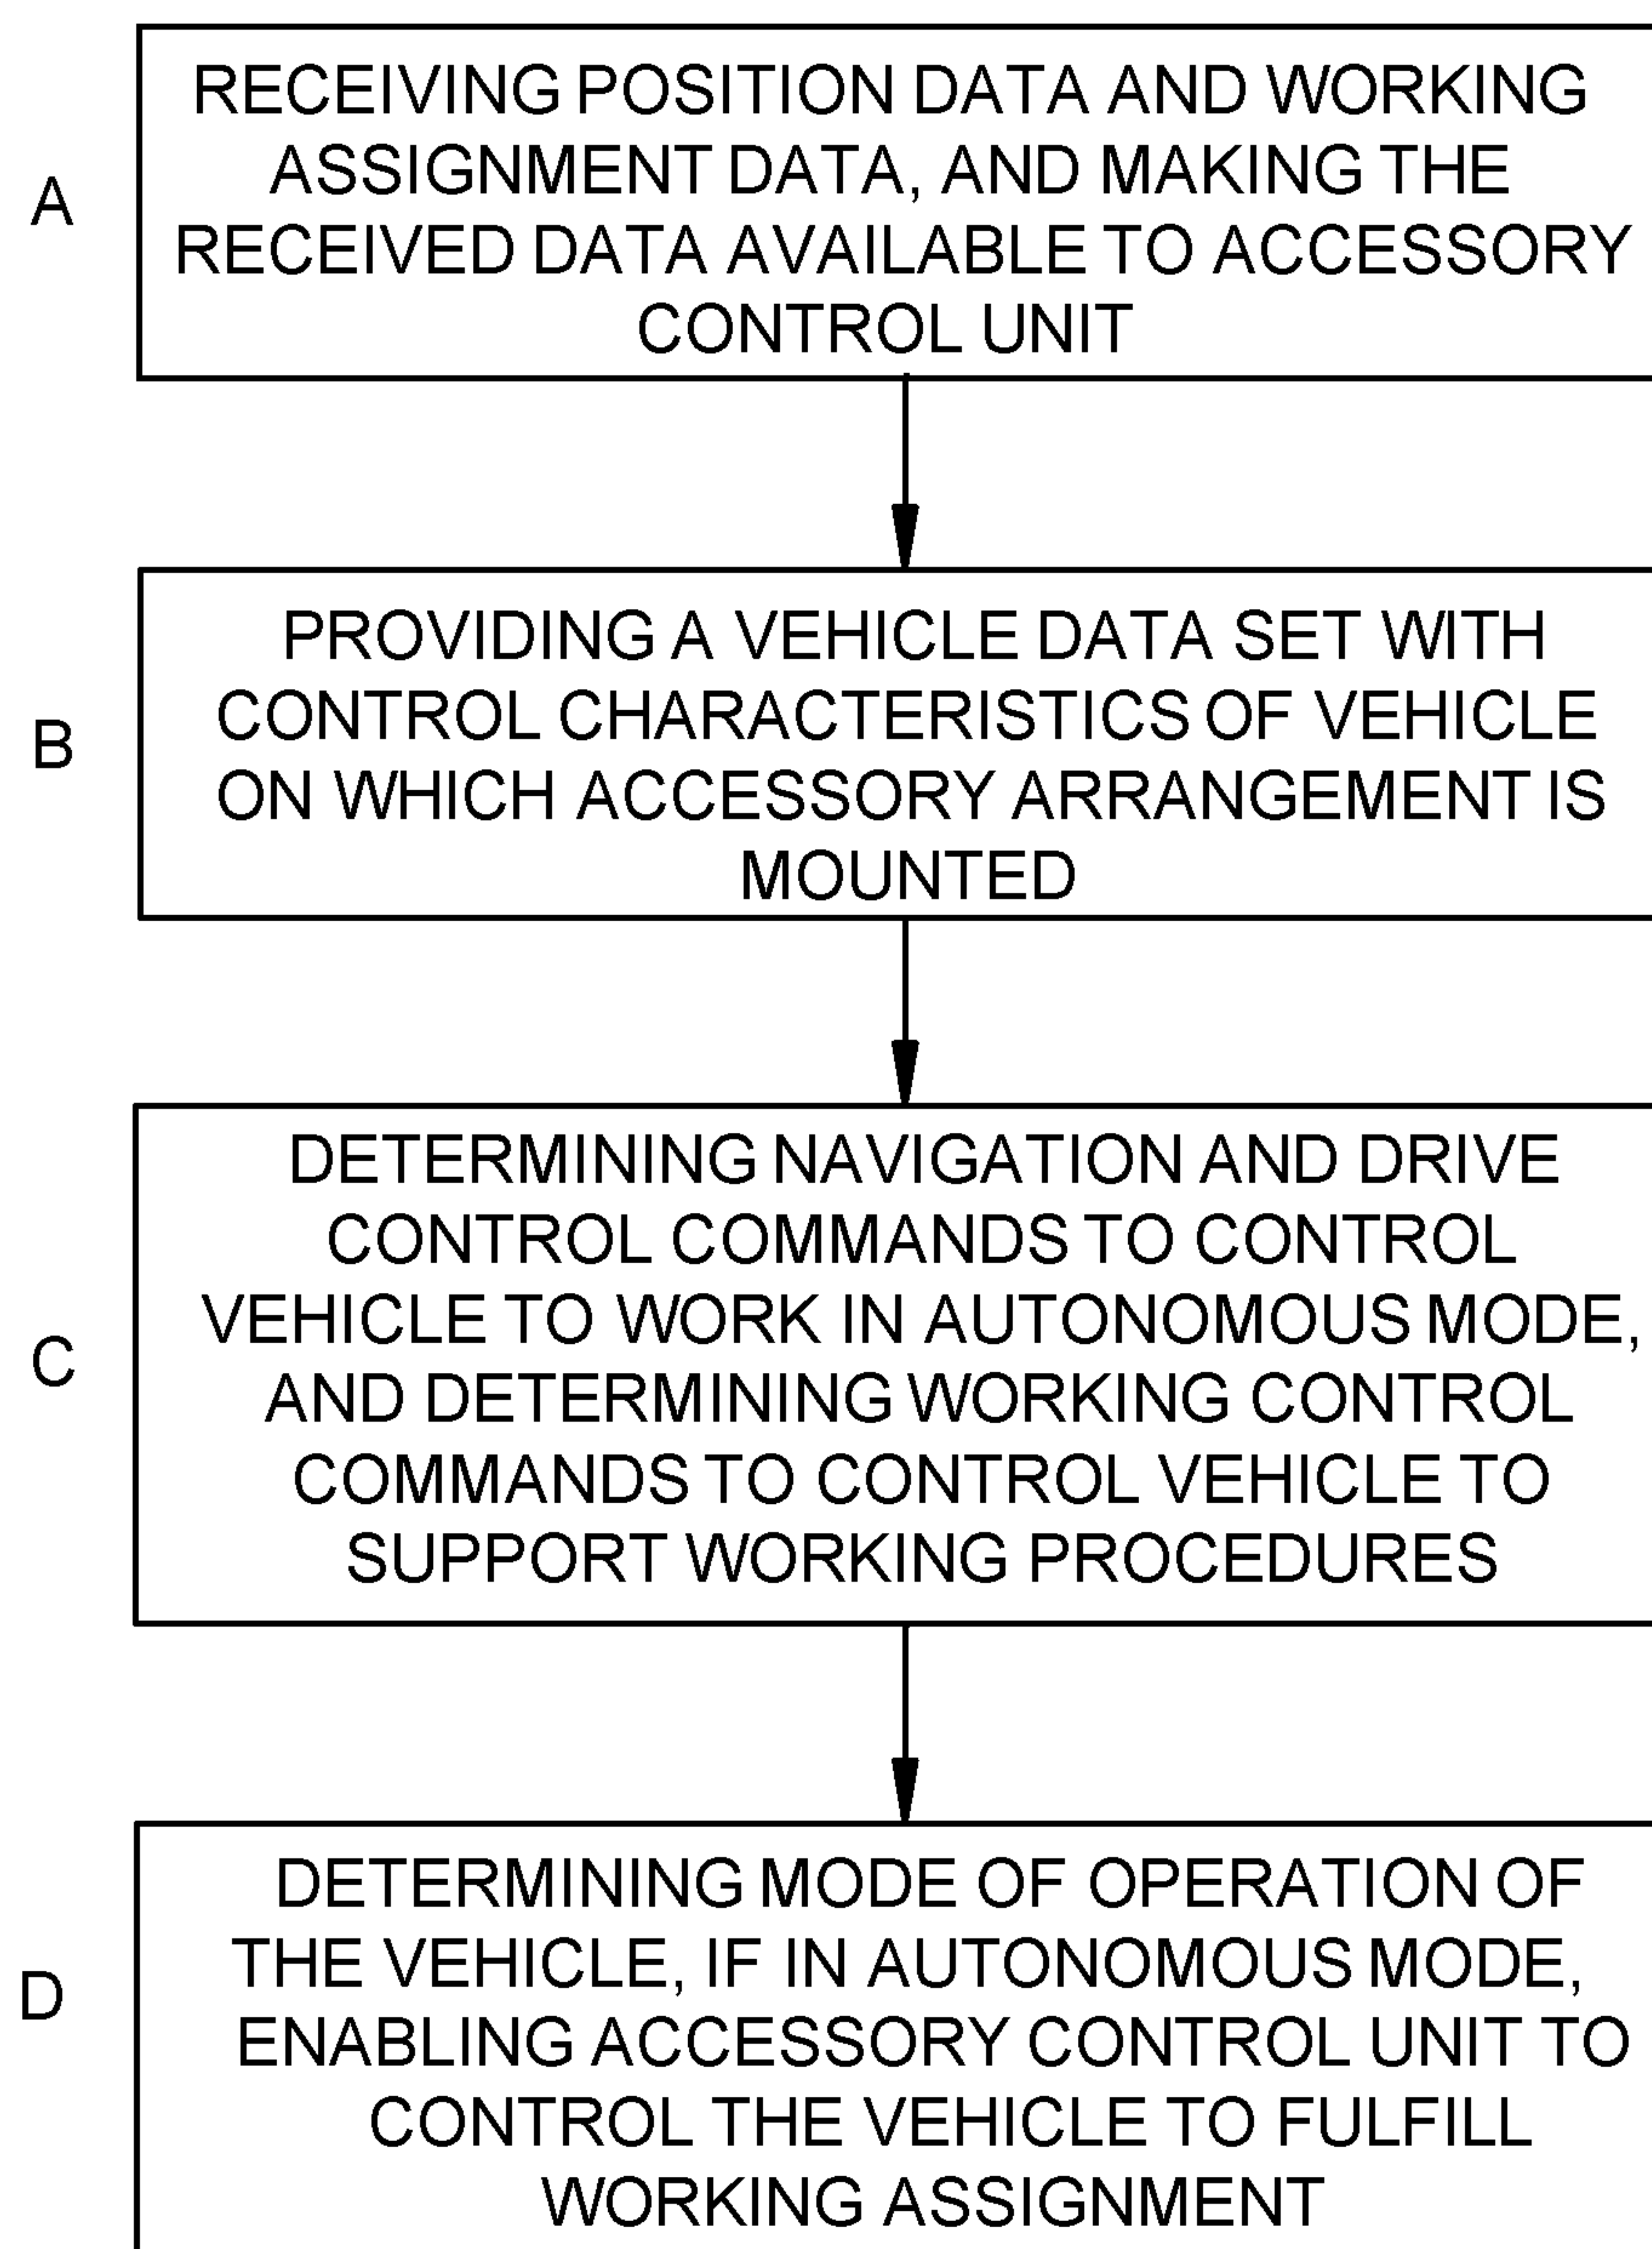 A
RECEIVING POSITION DATA AND WORKING
ASSIGNMENT DATA, AND MAKING THE
RECEIVED DATA AVAILABLE TO ACCESSORY
CONTROL UNIT
B
PROVIDING A VEHICLE DATA SET WITH
CONTROL CHARACTERISTICS OF VEHICLE
ON WHICH ACCESSORY ARRANGEMENT IS
MOUNTED
C
DETERMINING NAVIGATION AND DRIVE
CONTROL COMMANDS TO CONTROL
VEHICLE TO WORK IN AUTONOMOUS MODE,
AND DETERMINING WORKING CONTROL
COMMANDS TO CONTROL VEHICLE TO
SUPPORT WORKING PROCEDURES
D
DETERMINING MODE OF OPERATION OF
THE VEHICLE, IF IN AUTONOMOUS MODE,
ENABLING ACCESSORY CONTROL UNIT TO
CONTROL THE VEHICLE TO FULFILL
WORKING ASSIGNMENT